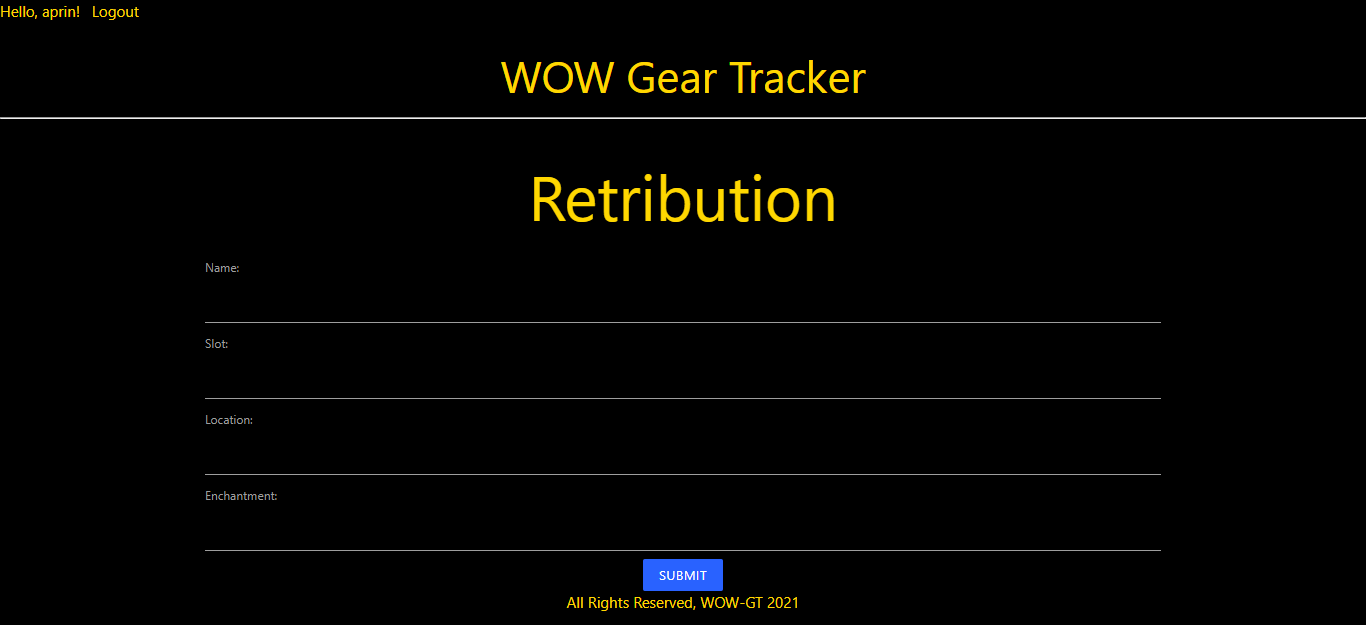 Hello, aprin! Logout
WOW Gear Tracker
Retribution
Name:
Slot:
Location:
Enchantment:
SUBMIT
All Rights Reserved, WOW-GT 2021